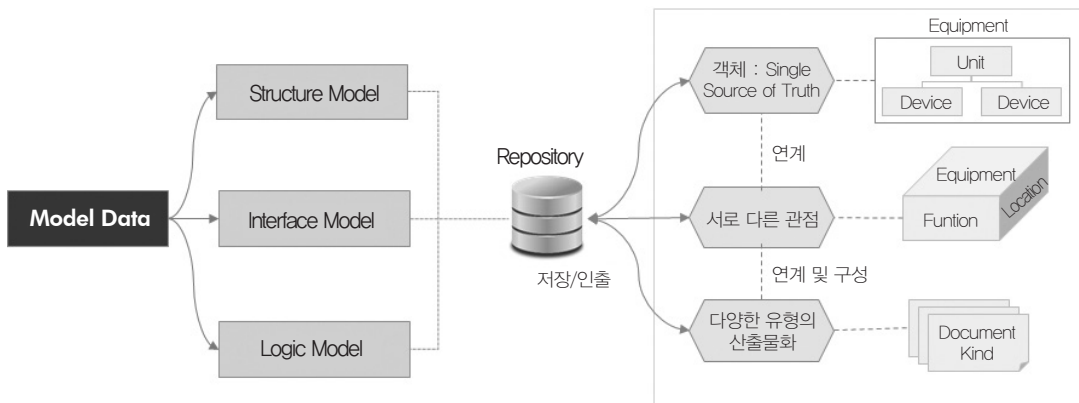 Model Data
Structure Model
Interface Model
Logic Model
Repository
저장/인출
객체 : Single
Source of Truth
연계
서로 다른 관점
연계 및 구성
다양한 유형의
산출물화
Equipment
Unit
Device
Device
Equipment
Location
Funtion
Document
Kind